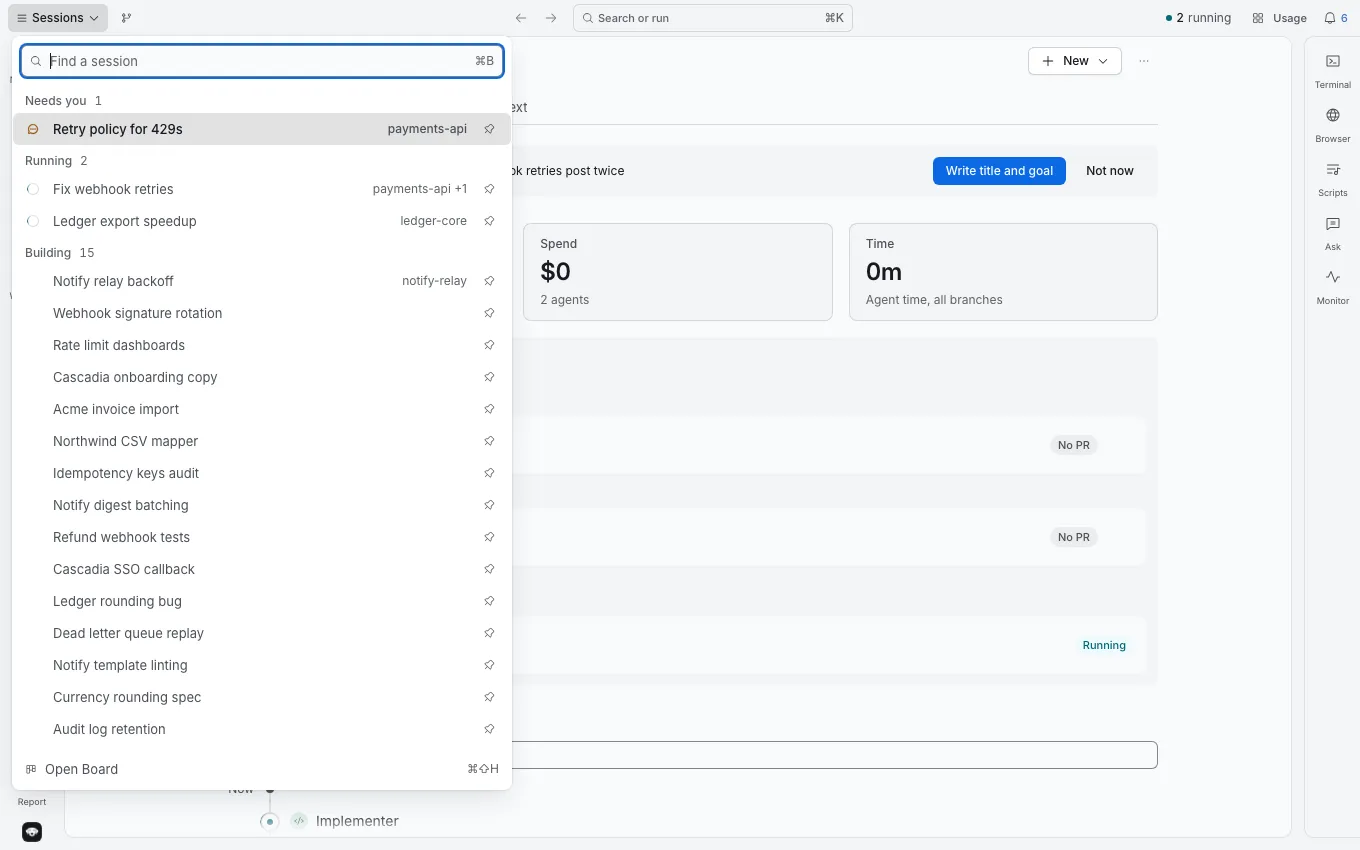 Sessions
Search or run ⌘K
2 running
Usage
6
Find a session ⌘B
Needs you 1
Retry policy for 429s payments-api
Running 2
Fix webhook retries payments-api +1
Ledger export speedup ledger-core
Building 15
Notify relay backoff notify-relay
Webhook signature rotation
Rate limit dashboards
Cascadia onboarding copy
Acme invoice import
Northwind CSV mapper
Idempotency keys audit
Notify digest batching
Refund webhook tests
Cascadia SSO callback
Ledger rounding bug
Dead letter queue replay
Notify template linting
Currency rounding spec
Audit log retention
Open Board ⌘⇧H
New
retries post twice
Write title and goal
Not now
Spend
$0
2 agents
Time
0m
Agent time, all branches
No PR
No PR
Running
Now
Implementer
Report
Terminal
Browser
Scripts
Ask
Monitor